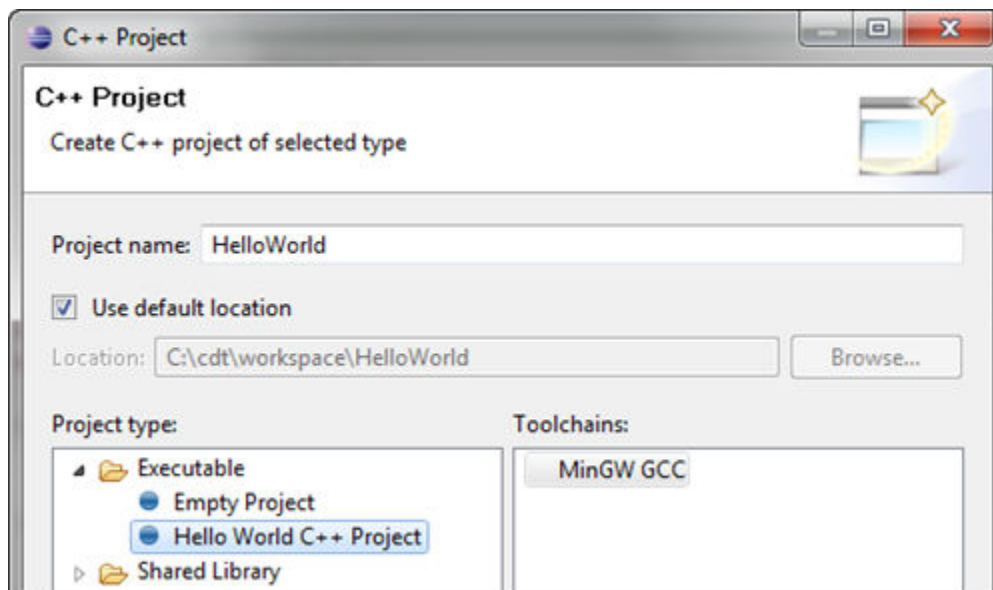 C++ Project
C++ Project
Create C++ project of selected type
Project name: HelloWorld
Use default location
Location: C:\cdt\workspace\HelloWorld Browse...
Project type: Toolchains:
Executable MinGW GCC
Empty Project
Hello World C++ Project
Shared Library